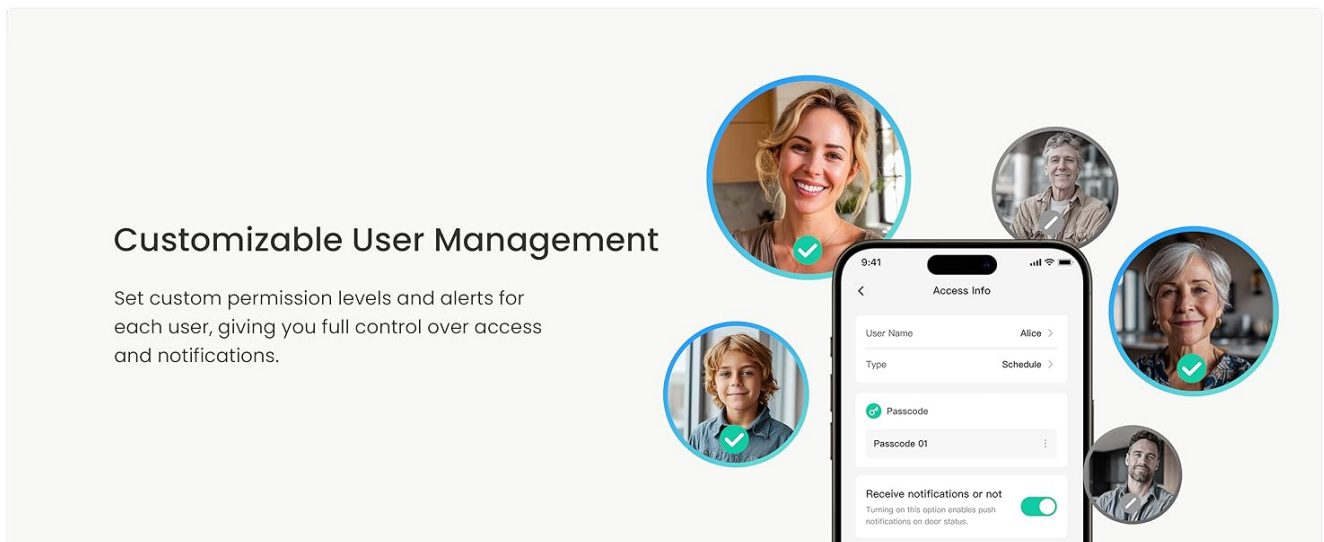 Customizable User Management
Set custom permission levels and alerts for
each user, giving you full control over access
and notifications.
9:41
Access Info
User Name Alice
Type Schedule
Passcode
Passcode 01
Receive notifications or not
Turning on this option enables push
notifications on door status.